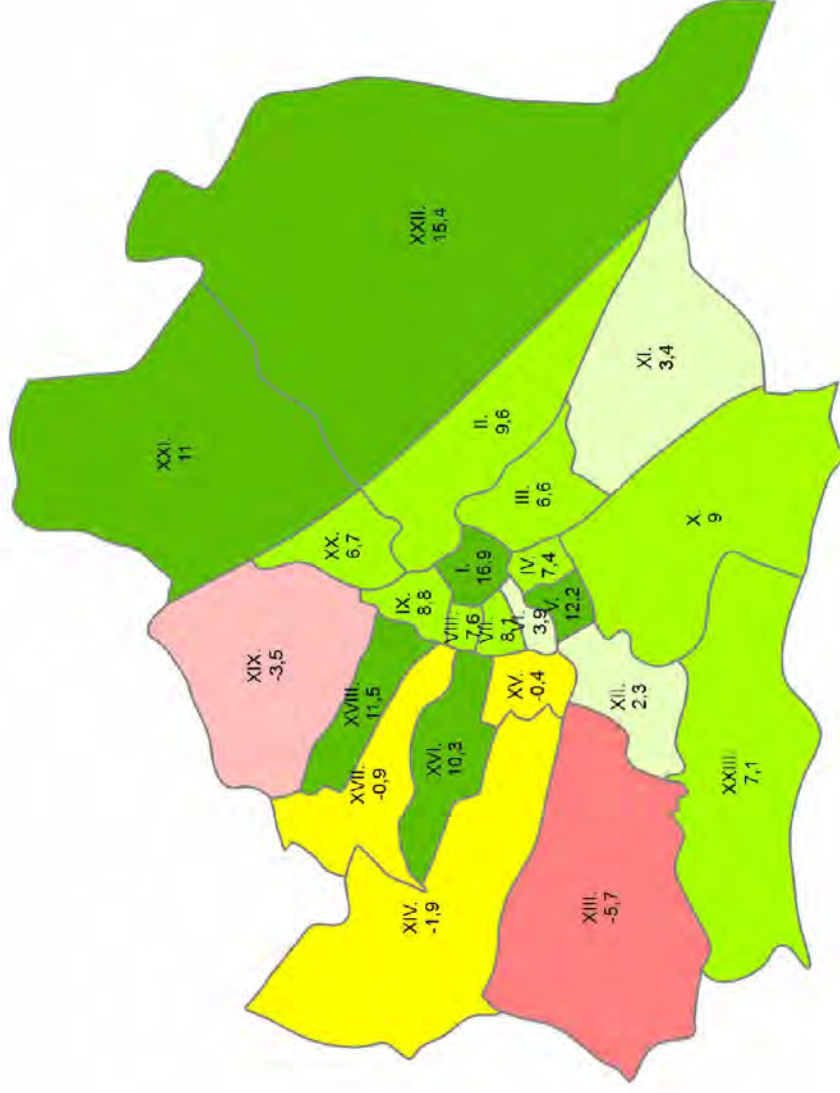 XXI.
11
XXII.
15,4
XX.
6,7
II.
9,6
XIX.
-3,5
IX.
8,8
I.
16,9
III.
6,6
XI.
3,4
XVIII.
11,5
VIII.
7,6
VII.
8,1
VI.
3,9
IV.
7,4
V.
12,2
X.
9
XVII.
-0,9
XVI.
10,3
XV.
-0,4
XII.
2,3
XIV.
-1,9
XIII.
-5,7
XXIII.
7,1